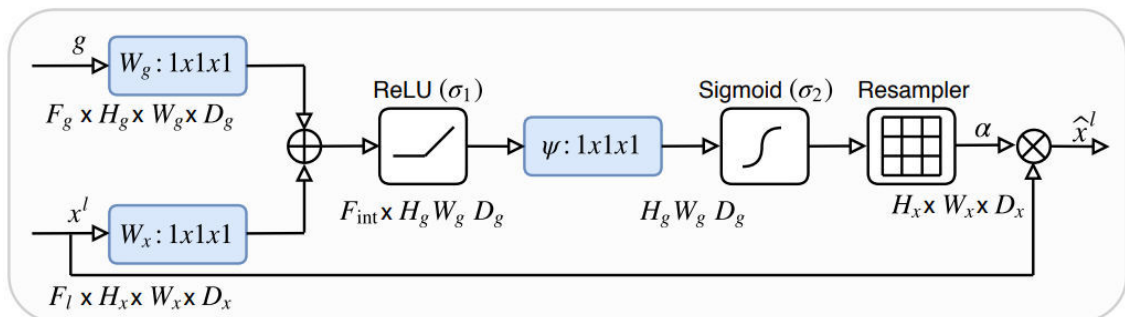 g
W_g : 1x1x1
F_g x H_g x W_g x D_g
x^l
W_x : 1x1x1
F_l x H_x x W_x x D_x
ReLU (σ_1)
F_int x H_g W_g D_g
ψ : 1x1x1
H_g W_g D_g
Sigmoid (σ_2)
Resampler
α
H_x x W_x x D_x
x̂^l